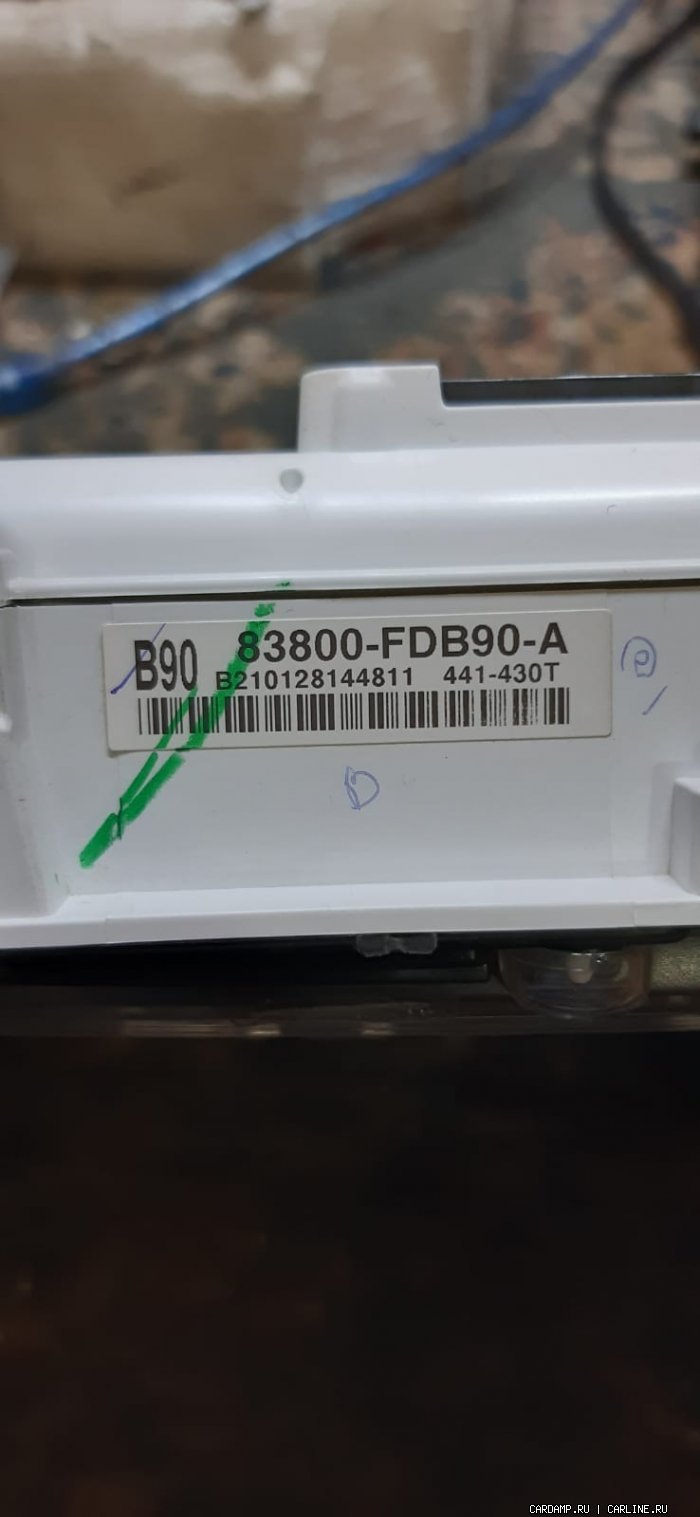 B90 83800-FDB90-A
B210128144811 441-430T
CARDAMP.RU | CARLINE.RU